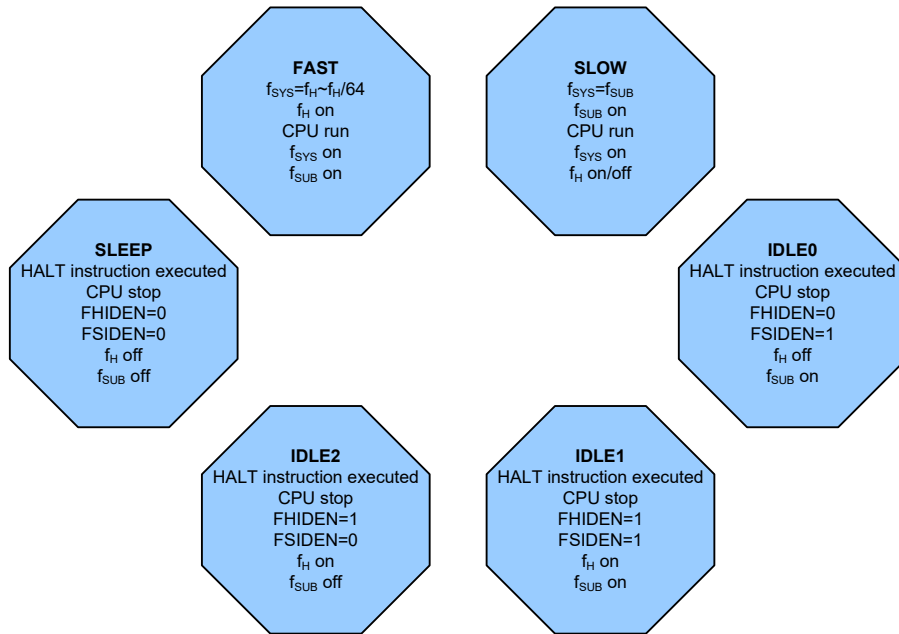 FAST
fSYS=fH~fH/64
fH on
CPU run
fSYS on
fSUB on
SLOW
fSYS=fSUB
fSUB on
CPU run
fSYS on
fH on/off
SLEEP
HALT instruction executed
CPU stop
FHIDEN=0
FSIDEN=0
fH off
fSUB off
IDLE0
HALT instruction executed
CPU stop
FHIDEN=0
FSIDEN=1
fH off
fSUB on
IDLE2
HALT instruction executed
CPU stop
FHIDEN=1
FSIDEN=0
fH on
fSUB off
IDLE1
HALT instruction executed
CPU stop
FHIDEN=1
FSIDEN=1
fH on
fSUB on